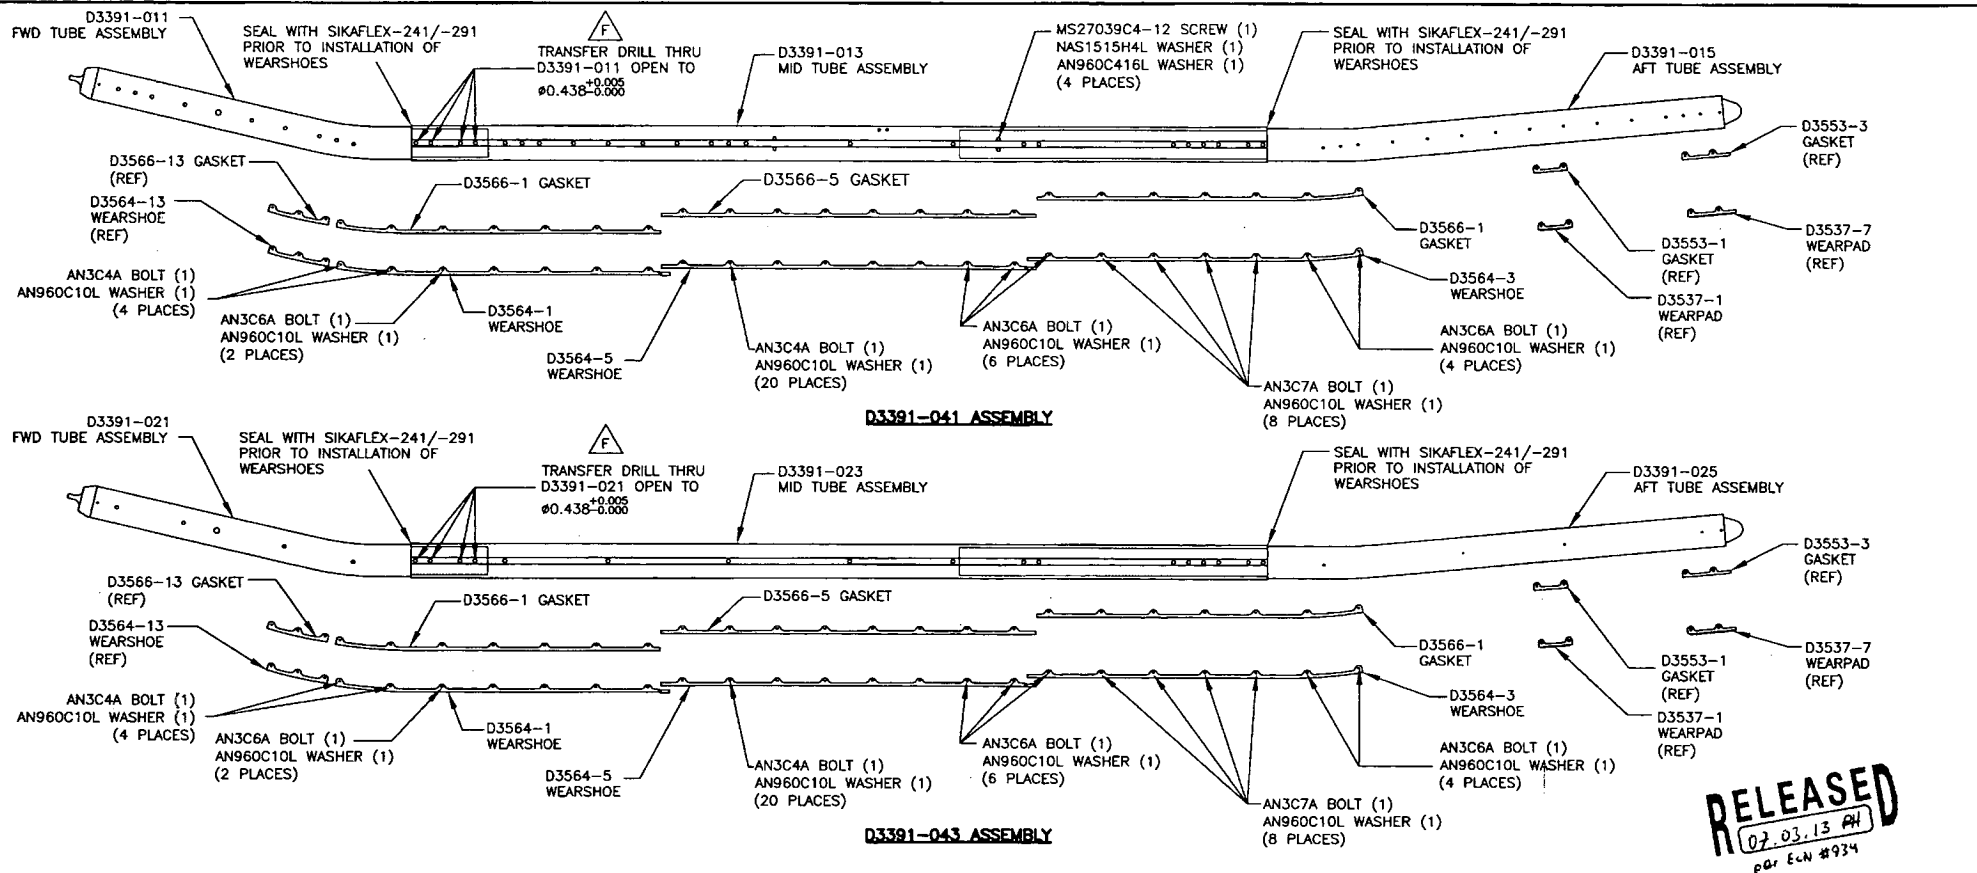 D3391-011
FWD TUBE ASSEMBLY
SEAL WITH SIKAFLEX-241/-291
PRIOR TO INSTALLATION OF
WEARSHOES
F
TRANSFER DRILL THRU
D3391-011 OPEN TO
ø0.438+0.005-0.000
D3391-013
MID TUBE ASSEMBLY
MS27039C4-12 SCREW (1)
NAS1515H4L WASHER (1)
AN960C416L WASHER (1)
(4 PLACES)
SEAL WITH SIKAFLEX-241/-291
PRIOR TO INSTALLATION OF
WEARSHOES
D3391-015
AFT TUBE ASSEMBLY
D3553-3
GASKET
(REF)
D3566-13 GASKET
(REF)
D3564-13
WEARSHOE
(REF)
D3566-1 GASKET
D3566-5 GASKET
D3566-1
GASKET
D3553-1
GASKET
(REF)
D3537-7
WEARPAD
(REF)
AN3C4A BOLT (1)
AN960C10L WASHER (1)
(4 PLACES)
AN3C6A BOLT (1)
AN960C10L WASHER (1)
(2 PLACES)
D3564-1
WEARSHOE
D3564-5
WEARSHOE
AN3C4A BOLT (1)
AN960C10L WASHER (1)
(20 PLACES)
AN3C6A BOLT (1)
AN960C10L WASHER (1)
(6 PLACES)
D3564-3
WEARSHOE
D3537-1
WEARPAD
(REF)
AN3C6A BOLT (1)
AN960C10L WASHER (1)
(4 PLACES)
AN3C7A BOLT (1)
AN960C10L WASHER (1)
(8 PLACES)
D3391-041 ASSEMBLY
D3391-021
FWD TUBE ASSEMBLY
SEAL WITH SIKAFLEX-241/-291
PRIOR TO INSTALLATION OF
WEARSHOES
F
TRANSFER DRILL THRU
D3391-021 OPEN TO
ø0.438+0.005-0.000
D3391-023
MID TUBE ASSEMBLY
SEAL WITH SIKAFLEX-241/-291
PRIOR TO INSTALLATION OF
WEARSHOES
D3391-025
AFT TUBE ASSEMBLY
D3553-3
GASKET
(REF)
D3566-13 GASKET
(REF)
D3564-13
WEARSHOE
(REF)
D3566-1 GASKET
D3566-5 GASKET
D3566-1
GASKET
D3553-1
GASKET
(REF)
D3537-7
WEARPAD
(REF)
AN3C4A BOLT (1)
AN960C10L WASHER (1)
(4 PLACES)
AN3C6A BOLT (1)
AN960C10L WASHER (1)
(2 PLACES)
D3564-1
WEARSHOE
D3564-5
WEARSHOE
AN3C4A BOLT (1)
AN960C10L WASHER (1)
(20 PLACES)
AN3C6A BOLT (1)
AN960C10L WASHER (1)
(6 PLACES)
D3564-3
WEARSHOE
D3537-1
WEARPAD
(REF)
AN3C6A BOLT (1)
AN960C10L WASHER (1)
(4 PLACES)
AN3C7A BOLT (1)
AN960C10L WASHER (1)
(8 PLACES)
D3391-043 ASSEMBLY
RELEASED
07.03.13 PH
per ECN #934